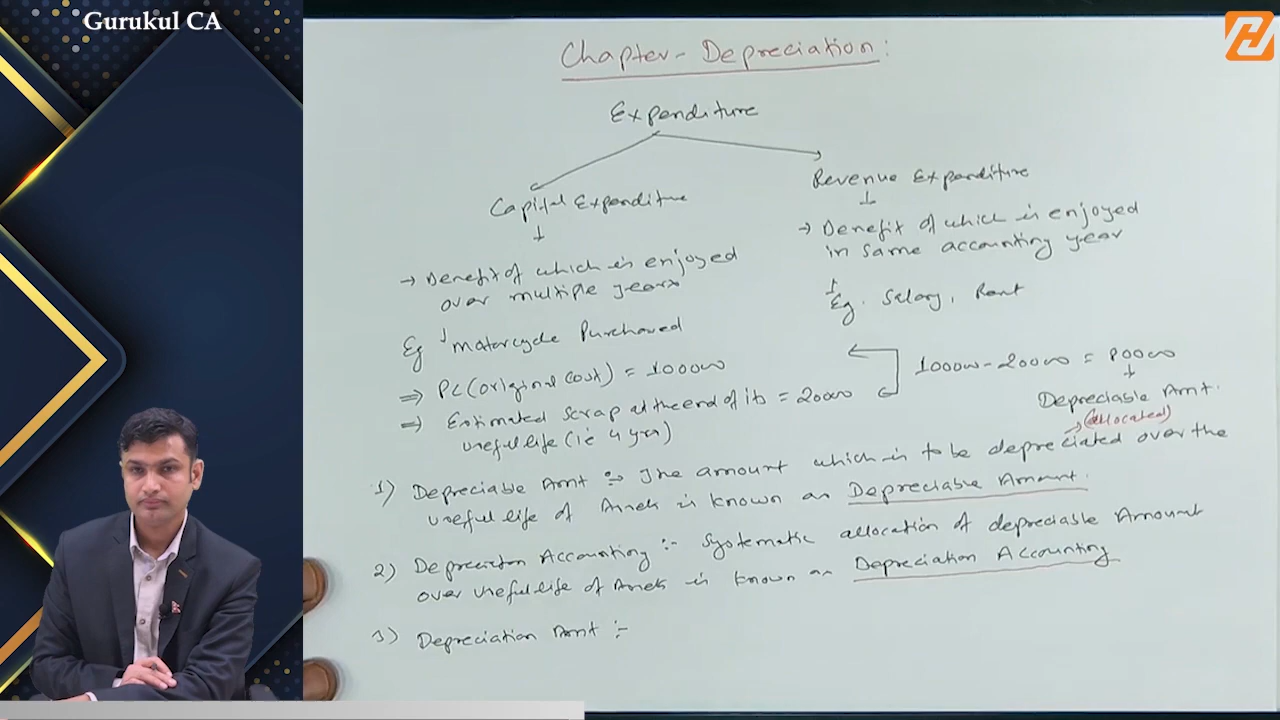 Gurukul CA
Chapter - Depreciation:
Expenditure
Capital Expenditure
→ Benefit of which is enjoyed
over multiple years
Eg motorcycle Purchased
⇒ PC (original cost) = 100000
⇒ Estimated scrap at the end of its = 20000
useful life (ie 4 yrs)
Revenue Expenditure
→ Benefit of which is enjoyed
in same accounting year
Eg. Salary, Rent
100000 - 20000 = 80000
Depreciable Amt.
(allocated)
1) Depreciable Amt :- The amount which is to be depreciated over the
useful life of Assets is known as Depreciable Amount.
2) Depreciation Accounting :- Systematic allocation of depreciable Amount
over useful life of Assets is known as Depreciation Accounting
3) Depreciation Amt :-